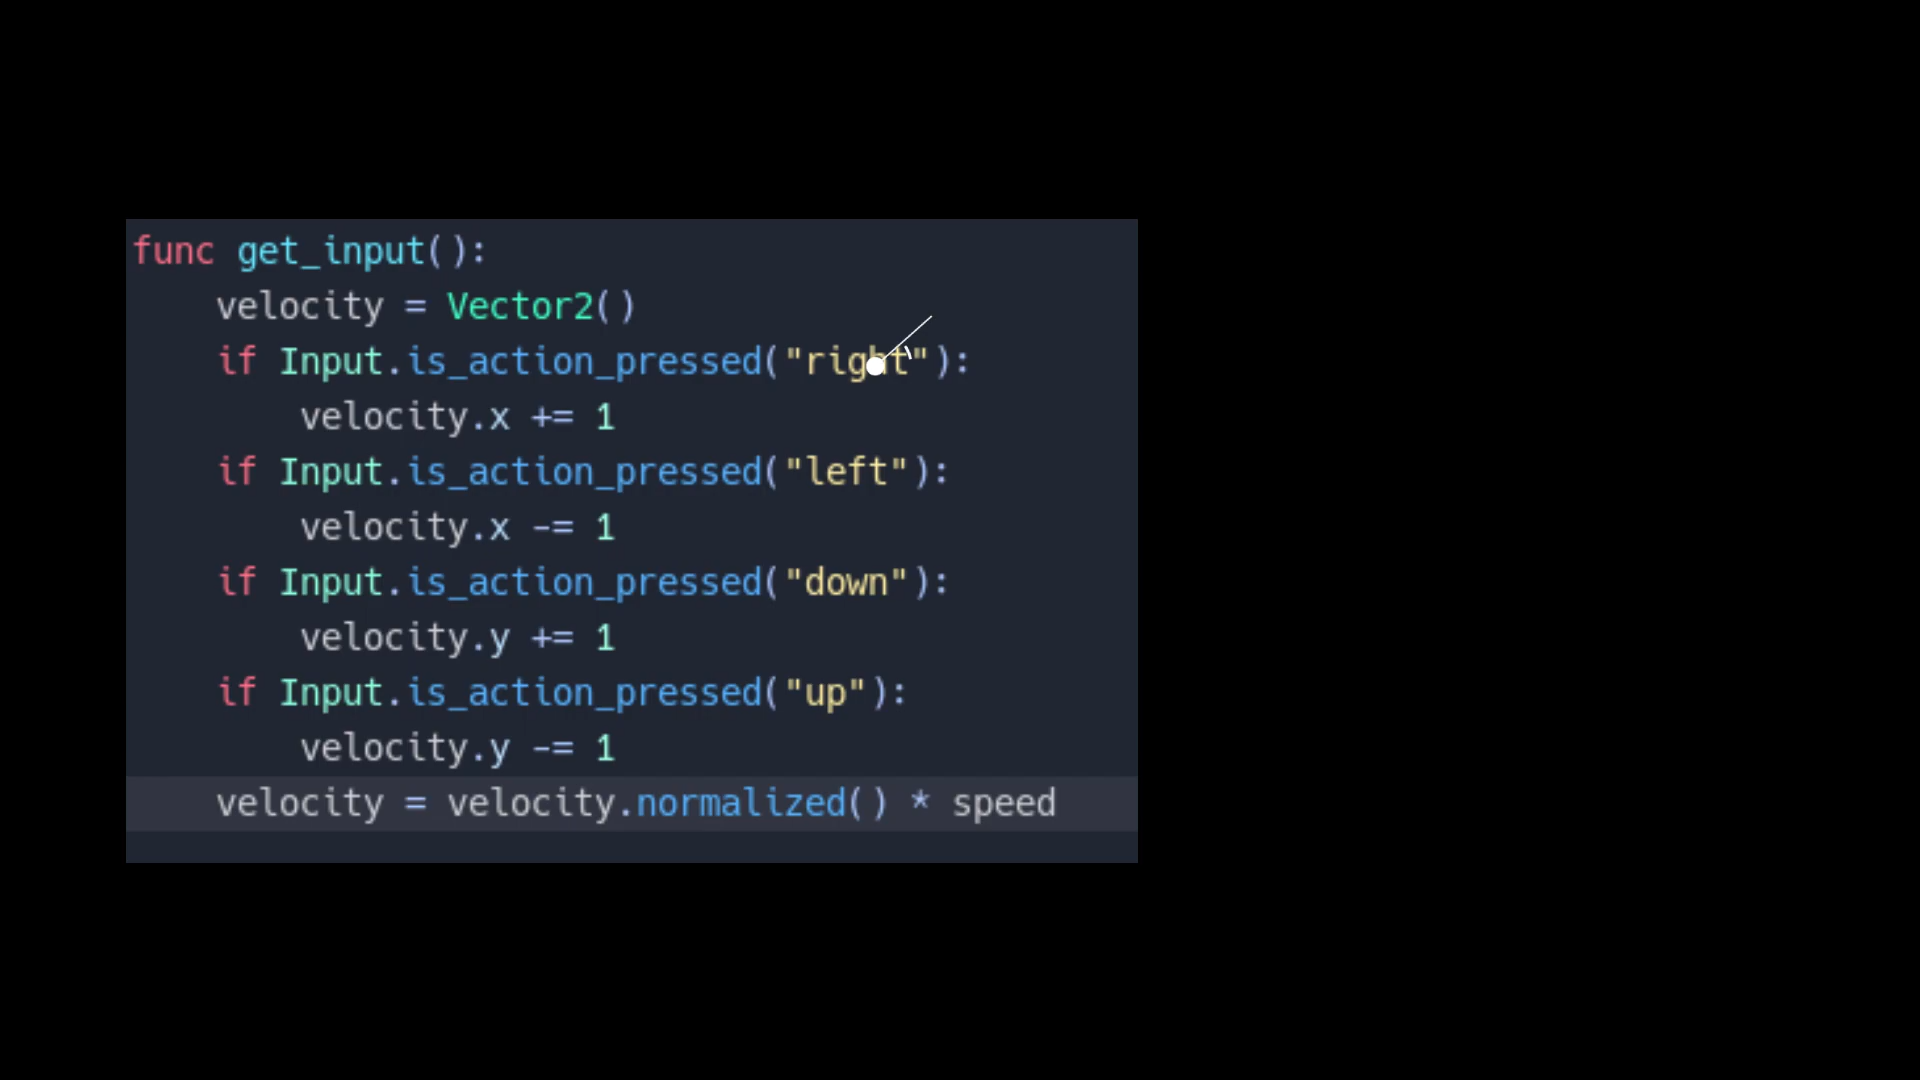 func get_input():
    velocity = Vector2()
    if Input.is_action_pressed("right"):
        velocity.x += 1
    if Input.is_action_pressed("left"):
        velocity.x -= 1
    if Input.is_action_pressed("down"):
        velocity.y += 1
    if Input.is_action_pressed("up"):
        velocity.y -= 1
    velocity = velocity.normalized() * speed